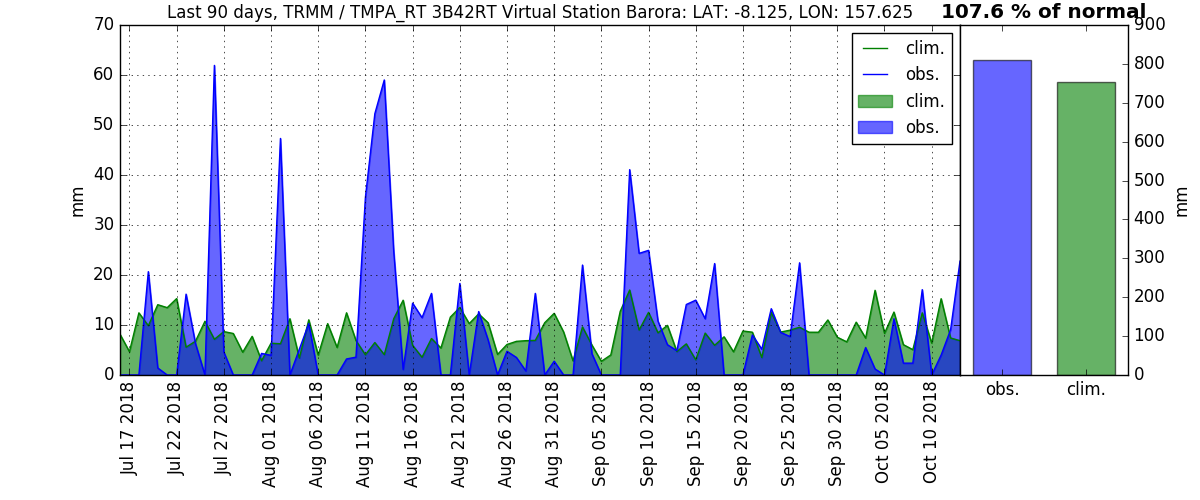 Last 90 days, TRMM / TMPA_RT 3B42RT Virtual Station Barora: LAT: -8.125, LON: 157.625
107.6 % of normal
70
60
50
40
30
20
10
0
mm
clim.
obs.
clim.
obs.
900
800
700
600
500
400
300
200
100
0
mm
obs.
clim.
Jul 17 2018
Jul 22 2018
Jul 27 2018
Aug 01 2018
Aug 06 2018
Aug 11 2018
Aug 16 2018
Aug 21 2018
Aug 26 2018
Aug 31 2018
Sep 05 2018
Sep 10 2018
Sep 15 2018
Sep 20 2018
Sep 25 2018
Sep 30 2018
Oct 05 2018
Oct 10 2018